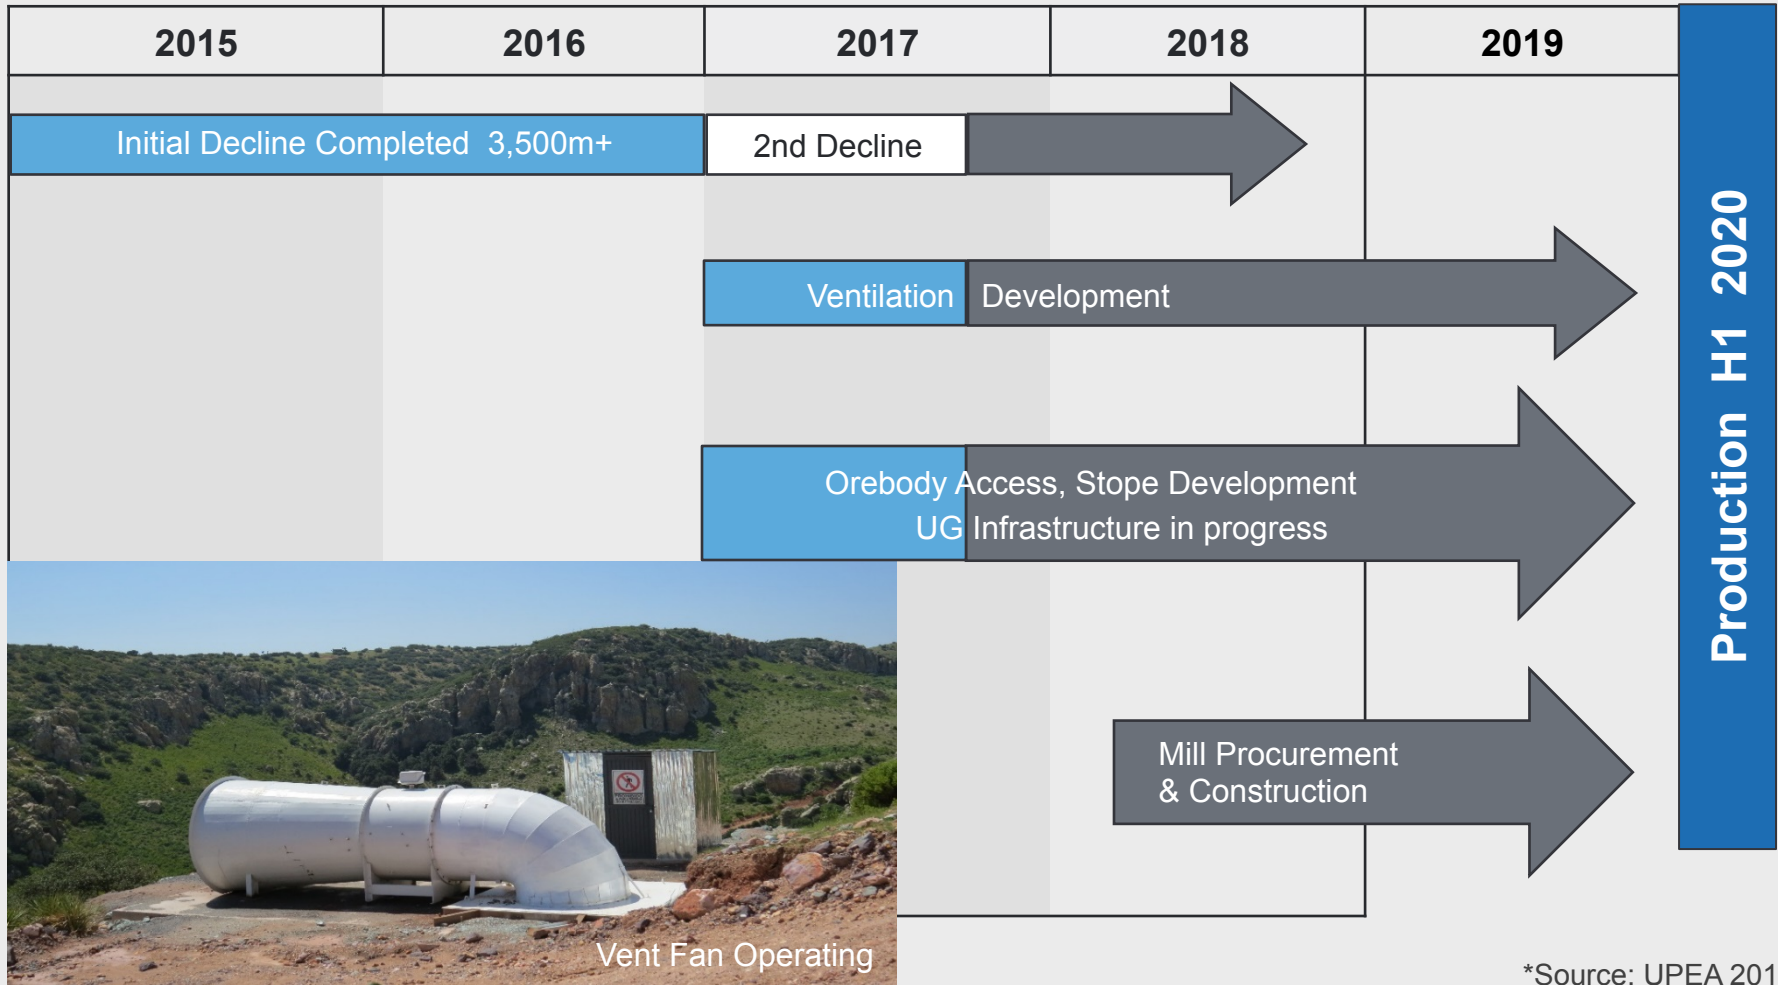 2015 2016 2017 2018 2019
Initial Decline Completed 3,500m+
2nd Decline
Ventilation Development
Orebody Access, Stope Development
UG Infrastructure in progress
Mill Procurement
& Construction
Production H1 2020
Vent Fan Operating
*Source: UPEA 201